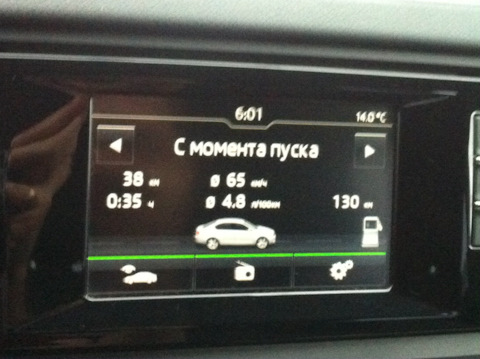 6:01
14.0°C
С момента пуска
38 км ø 65 км/ч
0:35 ч ø 4.8 л/100км 130 км